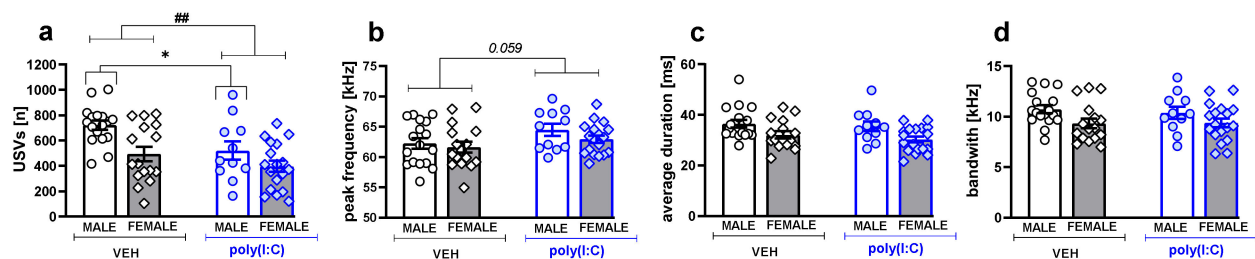 a
##
*
USVs [n]
1200
1000
800
600
400
200
0
MALE FEMALE MALE FEMALE
VEH poly(I:C)
b
0.059
peak frequency [kHz]
75
70
65
60
55
50
MALE FEMALE MALE FEMALE
VEH poly(I:C)
c
average duration [ms]
60
40
20
0
MALE FEMALE MALE FEMALE
VEH poly(I:C)
d
bandwith [kHz]
15
10
5
0
MALE FEMALE MALE FEMALE
VEH poly(I:C)